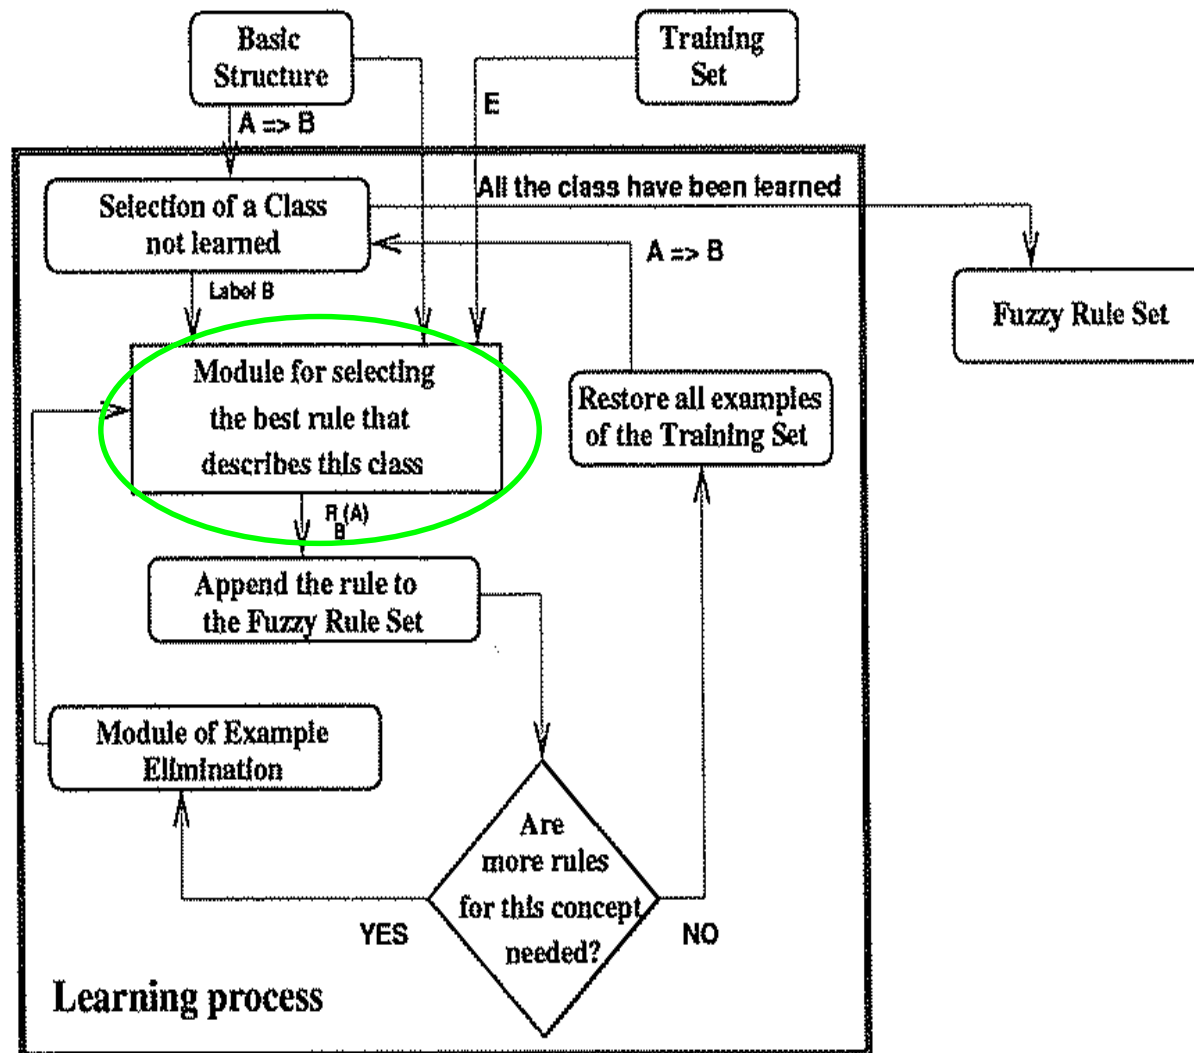 Basic
Structure
Training
Set
E
A => B
All the class have been learned
Selection of a Class
not learned
A => B
Label B
Fuzzy Rule Set
Module for selecting
the best rule that
describes this class
Restore all examples
of the Training Set
R (A)
B
Append the rule to
the Fuzzy Rule Set
Module of Example
Elimination
Are
more rules
for this concept
needed?
YES
NO
Learning process